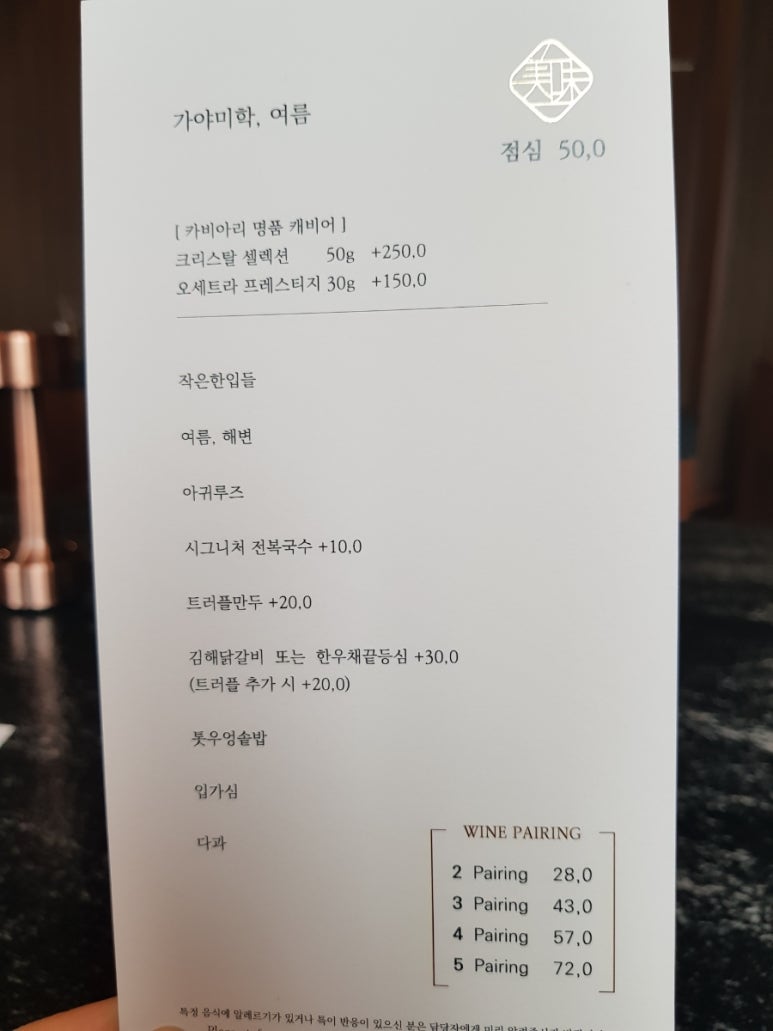 美味
가야미학, 여름
점심 50,0
[ 카비아리 명품 캐비어 ]
크리스탈 셀렉션 50g +250,0
오세트라 프레스티지 30g +150,0
작은한입들
여름, 해변
아귀루즈
시그니처 전복국수 +10,0
트러플만두 +20,0
김해닭갈비 또는 한우채끝등심 +30,0
(트러플 추가 시 +20,0)
톳우엉솥밥
입가심
다과
WINE PAIRING
2 Pairing 28,0
3 Pairing 43,0
4 Pairing 57,0
5 Pairing 72,0
특정 음식에 알레르기가 있거나 특이 반응이 있으신 분은 담당자에게 미리